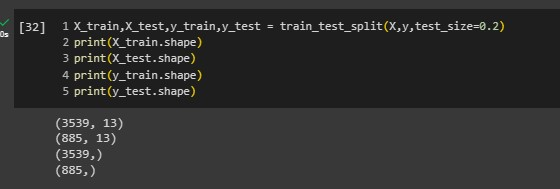 [32] 1 X_train,X_test,y_train,y_test = train_test_split(X,y,test_size=0.2)
0s 2 print(X_train.shape)
3 print(X_test.shape)
4 print(y_train.shape)
5 print(y_test.shape)
(3539, 13)
(885, 13)
(3539,)
(885,)